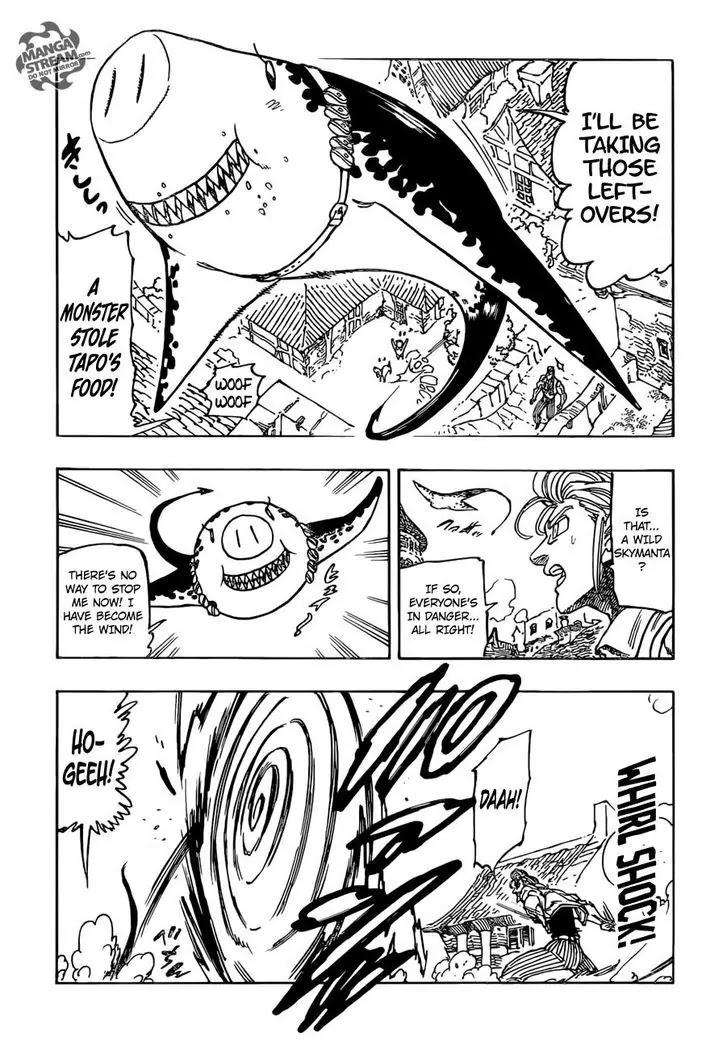 MANGA
STREAM.com
DO NOT MIRROR
I'LL BE
TAKING
THOSE
LEFT-
OVERS!
A
MONSTER
STOLE
TAPO'S
FOOD!
WOOF
WOOF
IS
THAT...
A WILD
SKYMANTA
?
IF SO,
EVERYONE'S
IN DANGER...
ALL RIGHT!
THERE'S NO
WAY TO STOP
ME NOW! I
HAVE BECOME
THE WIND!
WHIRL SHOCK!
DAAH!
HO-
GEEH!